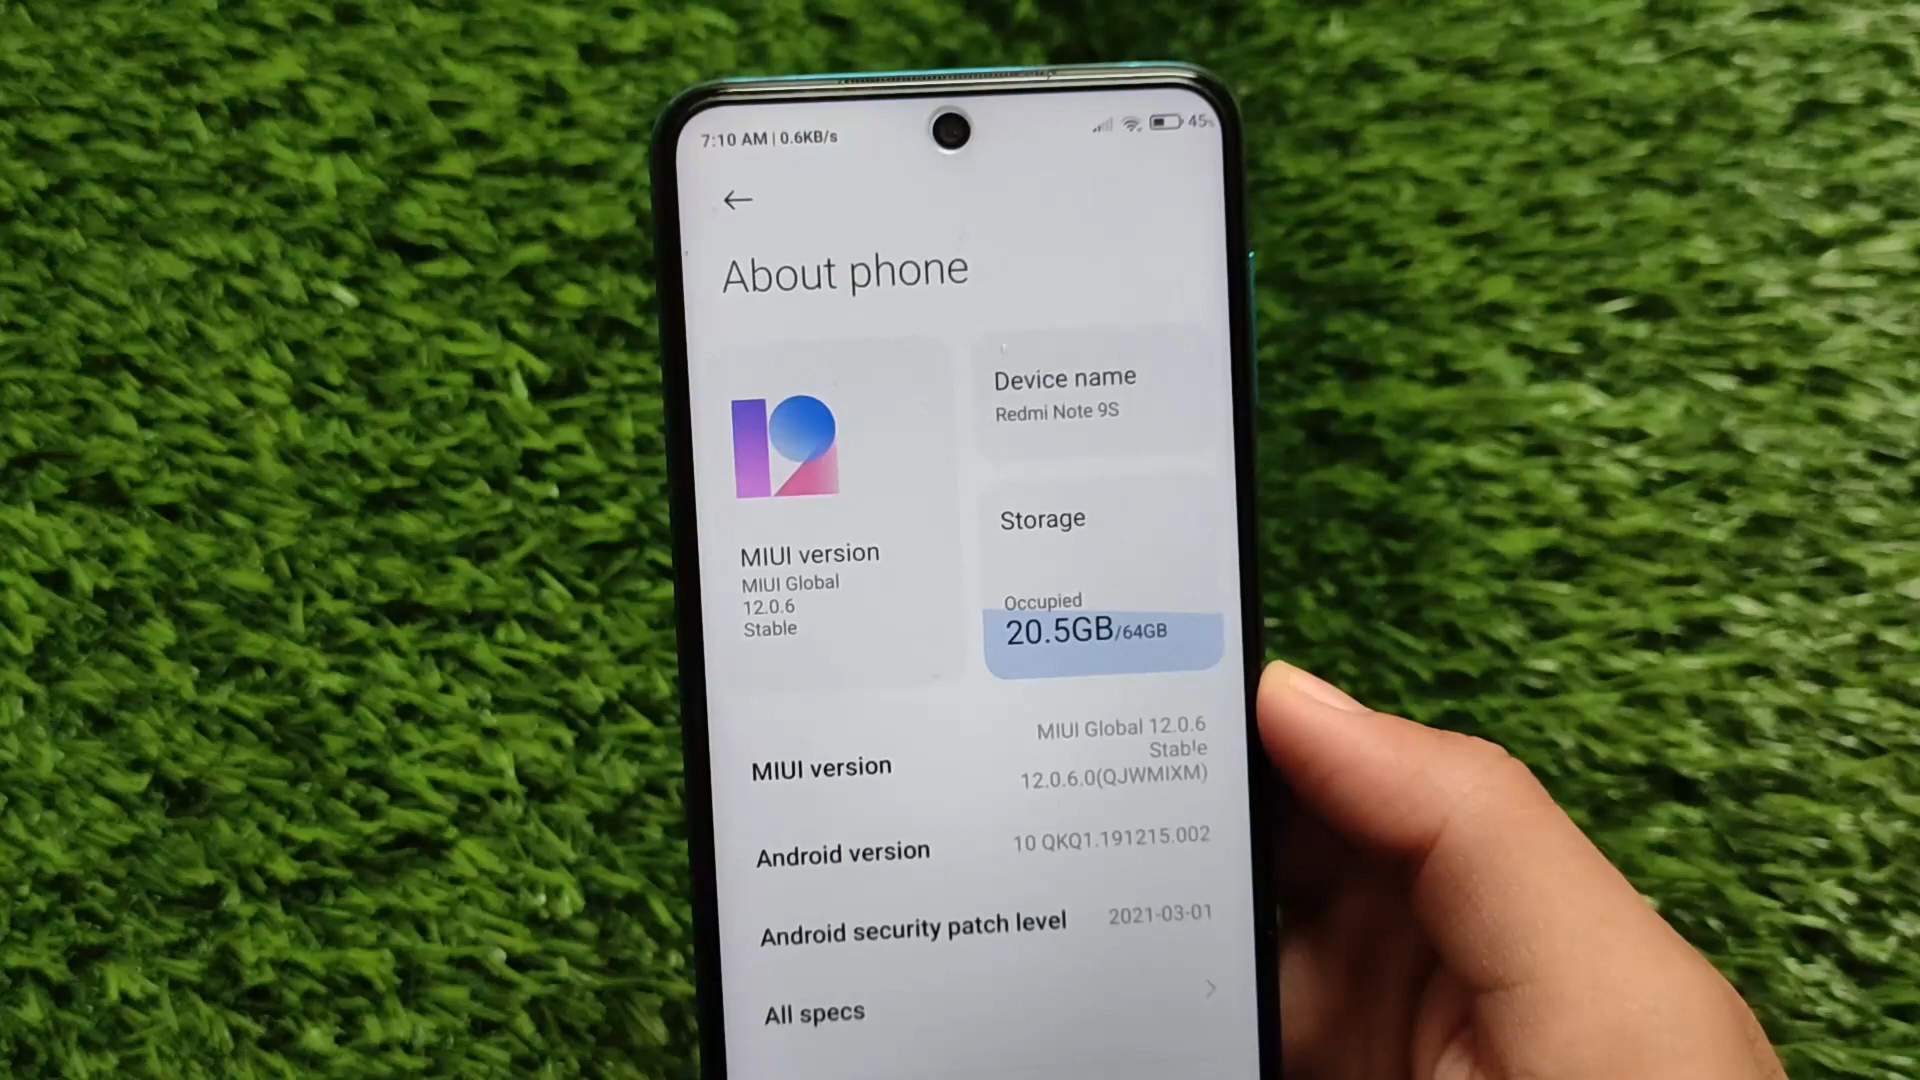 7:10 AM | 0.6KB/s
45%
About phone
Device name
Redmi Note 9S
MIUI version
MIUI Global
12.0.6
Stable
Storage
Occupied
20.5GB/64GB
MIUI version
MIUI Global 12.0.6
Stable
12.0.6.0(QJWMIXM)
Android version
10 QKQ1.191215.002
Android security patch level
2021-03-01
All specs